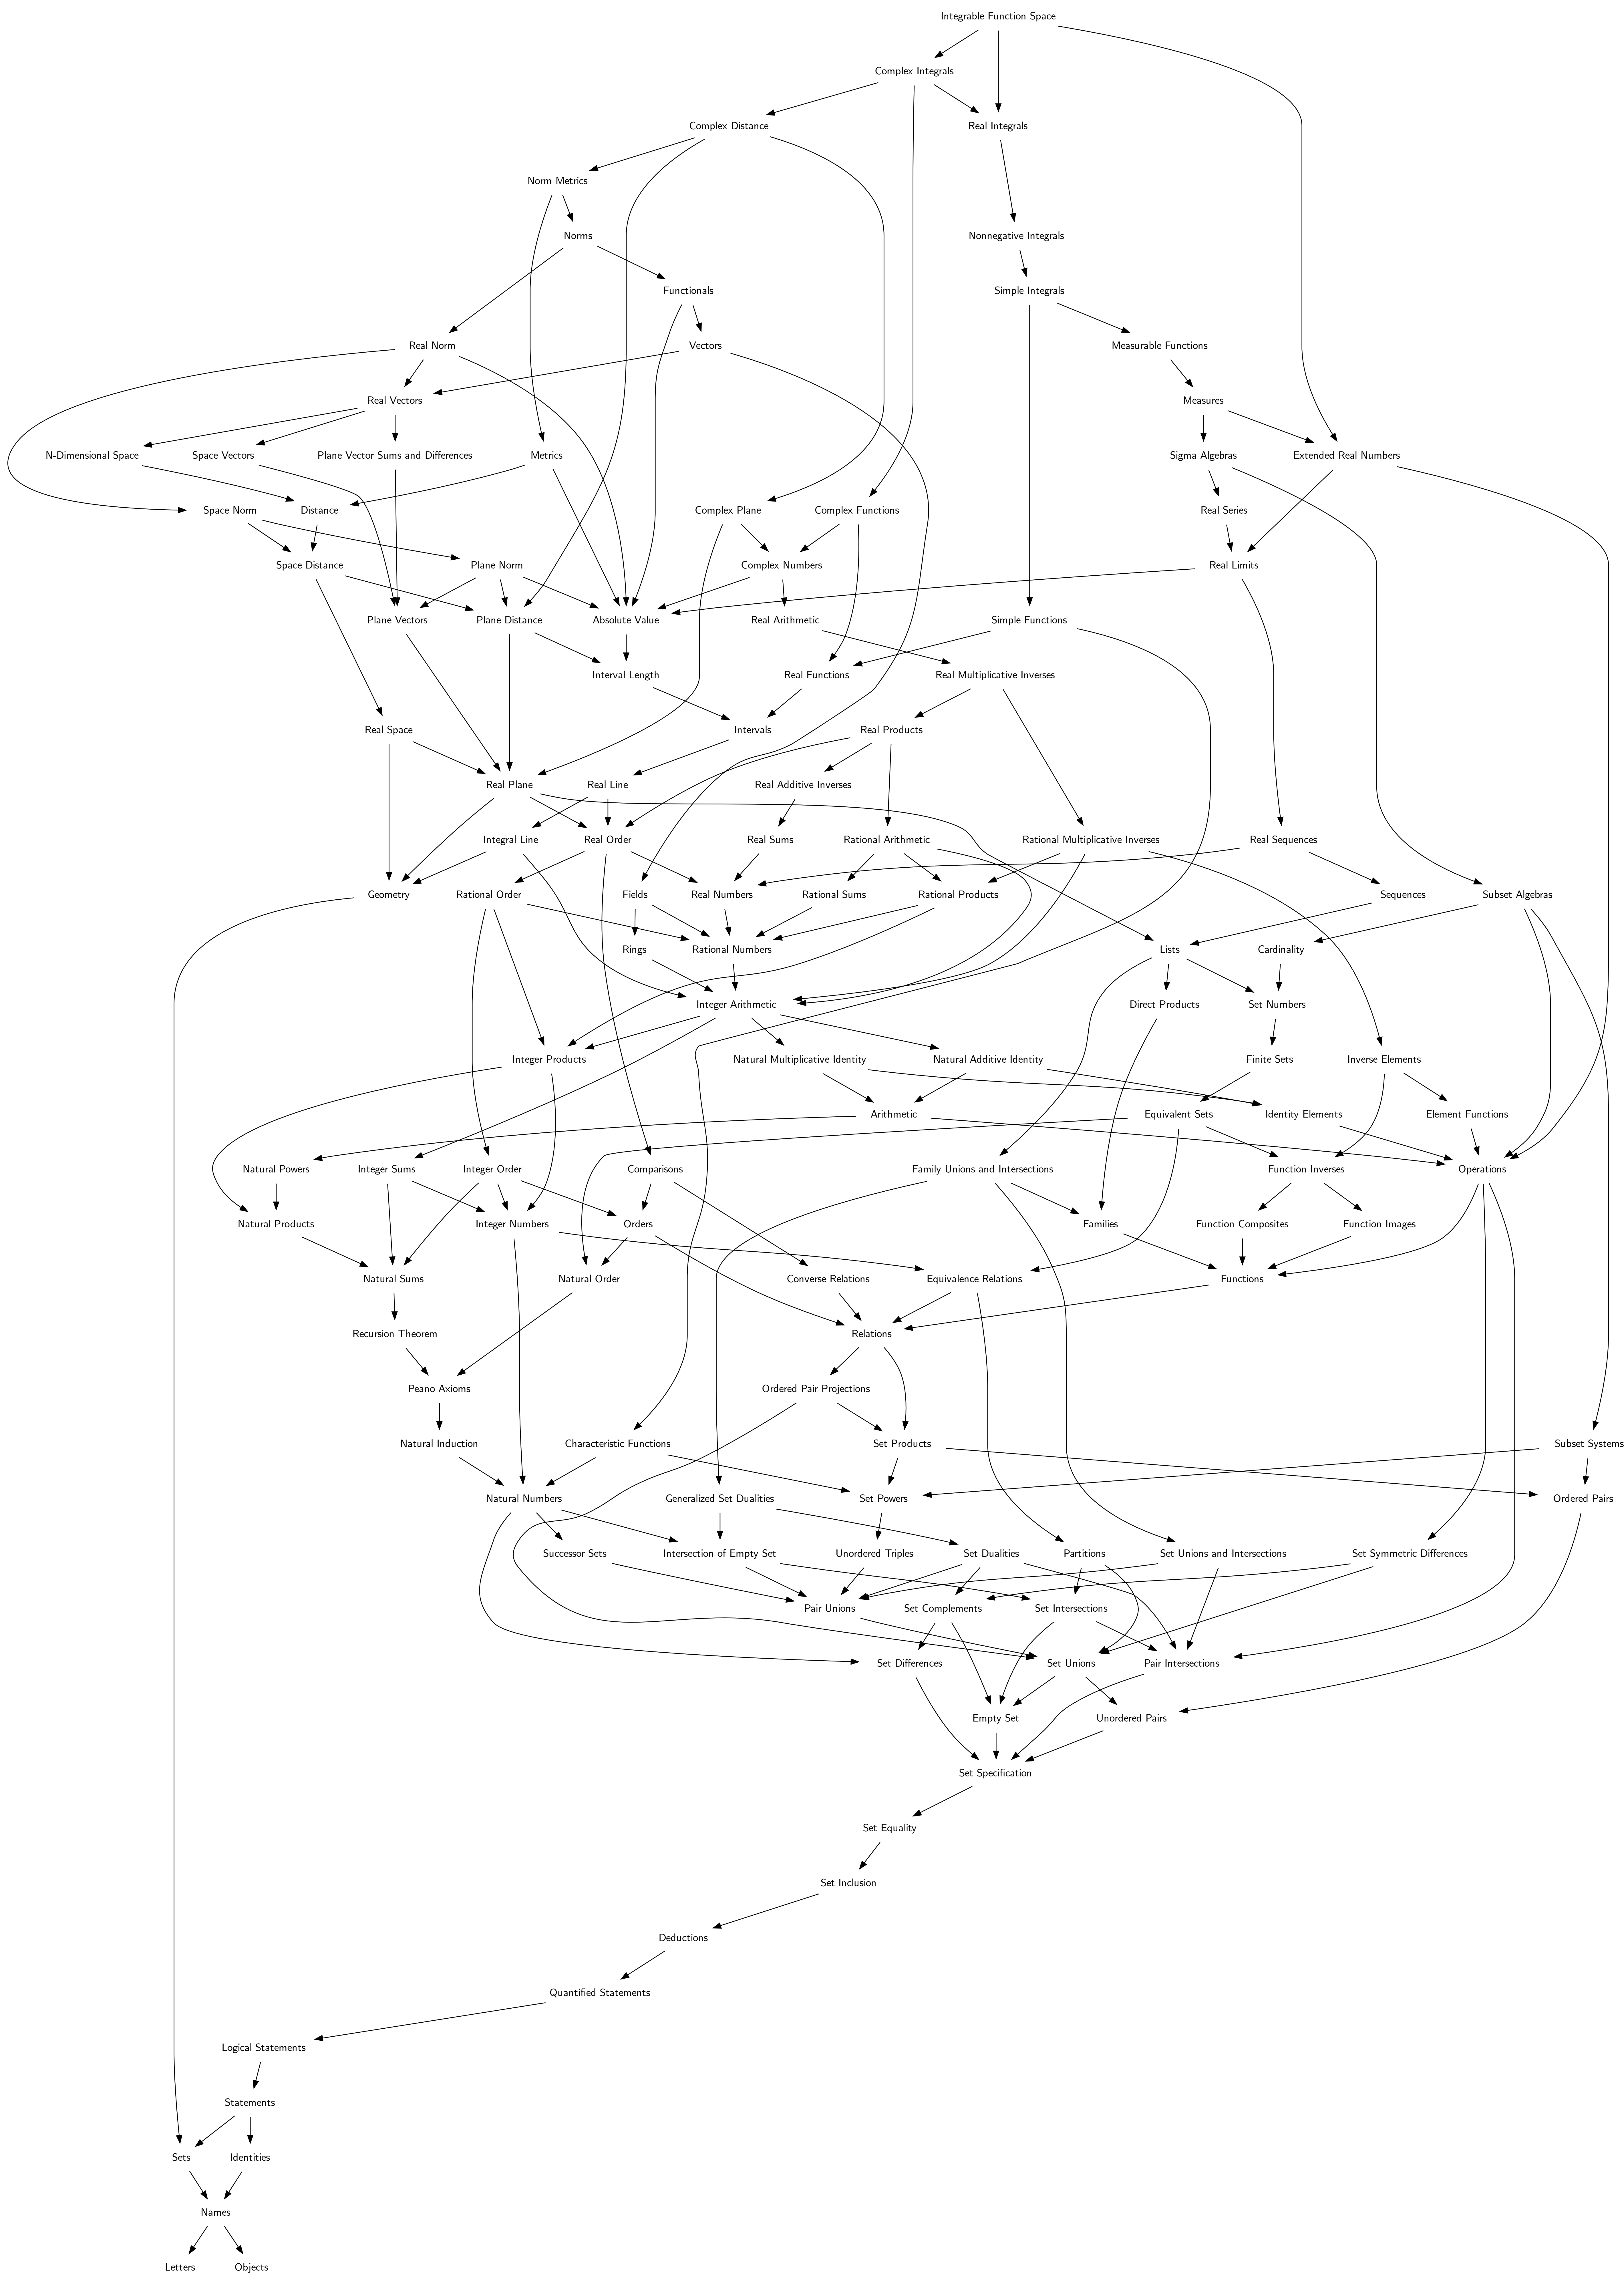 Integrable Function Space
Complex Integrals
Complex Distance
Real Integrals
Norm Metrics
Norms
Nonnegative Integrals
Functionals
Simple Integrals
Real Norm
Vectors
Measurable Functions
Real Vectors
Measures
N-Dimensional Space
Space Vectors
Plane Vector Sums and Differences
Metrics
Sigma Algebras
Extended Real Numbers
Space Norm
Distance
Complex Plane
Complex Functions
Real Series
Space Distance
Plane Norm
Complex Numbers
Real Limits
Plane Vectors
Plane Distance
Absolute Value
Real Arithmetic
Simple Functions
Interval Length
Real Functions
Real Multiplicative Inverses
Real Space
Intervals
Real Products
Real Plane
Real Line
Real Additive Inverses
Integral Line
Real Order
Real Sums
Rational Arithmetic
Rational Multiplicative Inverses
Real Sequences
Geometry
Rational Order
Fields
Real Numbers
Rational Sums
Rational Products
Sequences
Subset Algebras
Rings
Rational Numbers
Lists
Cardinality
Integer Arithmetic
Direct Products
Set Numbers
Integer Products
Natural Multiplicative Identity
Natural Additive Identity
Finite Sets
Inverse Elements
Arithmetic
Equivalent Sets
Identity Elements
Element Functions
Natural Powers
Integer Sums
Integer Order
Comparisons
Family Unions and Intersections
Function Inverses
Operations
Natural Products
Integer Numbers
Orders
Families
Function Composites
Function Images
Natural Sums
Natural Order
Converse Relations
Equivalence Relations
Functions
Recursion Theorem
Relations
Peano Axioms
Ordered Pair Projections
Natural Induction
Characteristic Functions
Set Products
Subset Systems
Natural Numbers
Generalized Set Dualities
Set Powers
Ordered Pairs
Successor Sets
Intersection of Empty Set
Unordered Triples
Set Dualities
Partitions
Set Unions and Intersections
Set Symmetric Differences
Pair Unions
Set Complements
Set Intersections
Set Differences
Set Unions
Pair Intersections
Empty Set
Unordered Pairs
Set Specification
Set Equality
Set Inclusion
Deductions
Quantified Statements
Logical Statements
Statements
Sets
Identities
Names
Letters
Objects